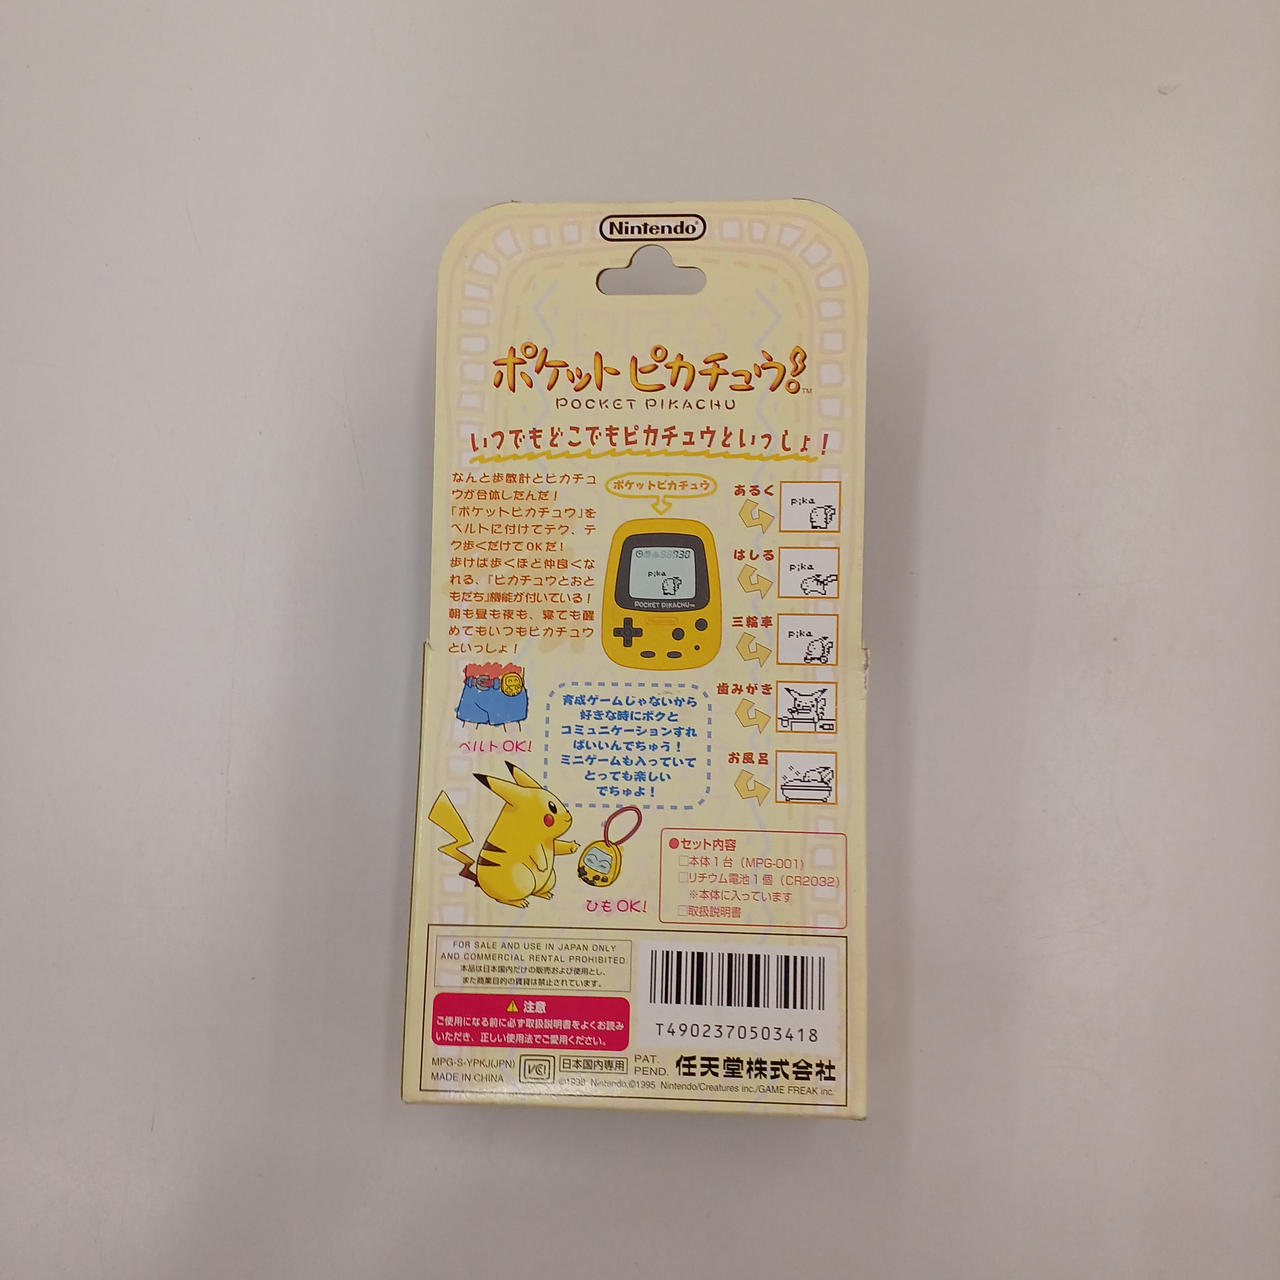 Nintendo®
ポケットピカチュウ!™
POCKET PIKACHU
いつでもどこでもピカチュウといっしょ!
なんと歩数計とピカチュ
ウが合体したんだ!
「ポケットピカチュウ」を
ベルトに付けてテク、テ
ク歩くだけでOKだ!
歩けば歩くほど仲良くな
れる、「ピカチュウとおと
もだち」機能が付いている!
朝も昼も夜も、寝ても醒
めてもいつもピカチュウ
といっしょ!
ベルトOK!
ポケットピカチュウ
pika
POCKET PIKACHU™
Nintendo
育成ゲームじゃないから
好きな時にボクと
コミュニケーションすれ
ばいいんでちゅう!
ミニゲームも入っていて
とっても楽しい
でちゅよ!
ひもOK!
あるく
pika
はしる
pika
三輪車
pika
歯みがき
お風呂
●セット内容
□本体1台(MPG-001)
□リチウム電池1個(CR2032)
※本体に入っています
□取扱説明書
FOR SALE AND USE IN JAPAN ONLY
AND COMMERCIAL RENTAL PROHIBITED.
本品は日本国内だけの販売および使用とし、
また商業目的の賃貸は禁止されています。
注意
ご使用になる前に必ず取扱説明書をよくお読み
いただき、正しい使用法でご愛用ください。
T4902370503418
MPG-S-YPKJ(JPN)
MADE IN CHINA
VCI
日本国内専用
PAT.
PEND.
任天堂株式会社
©1998 Nintendo,©1995 Nintendo/Creatures inc./GAME FREAK inc.